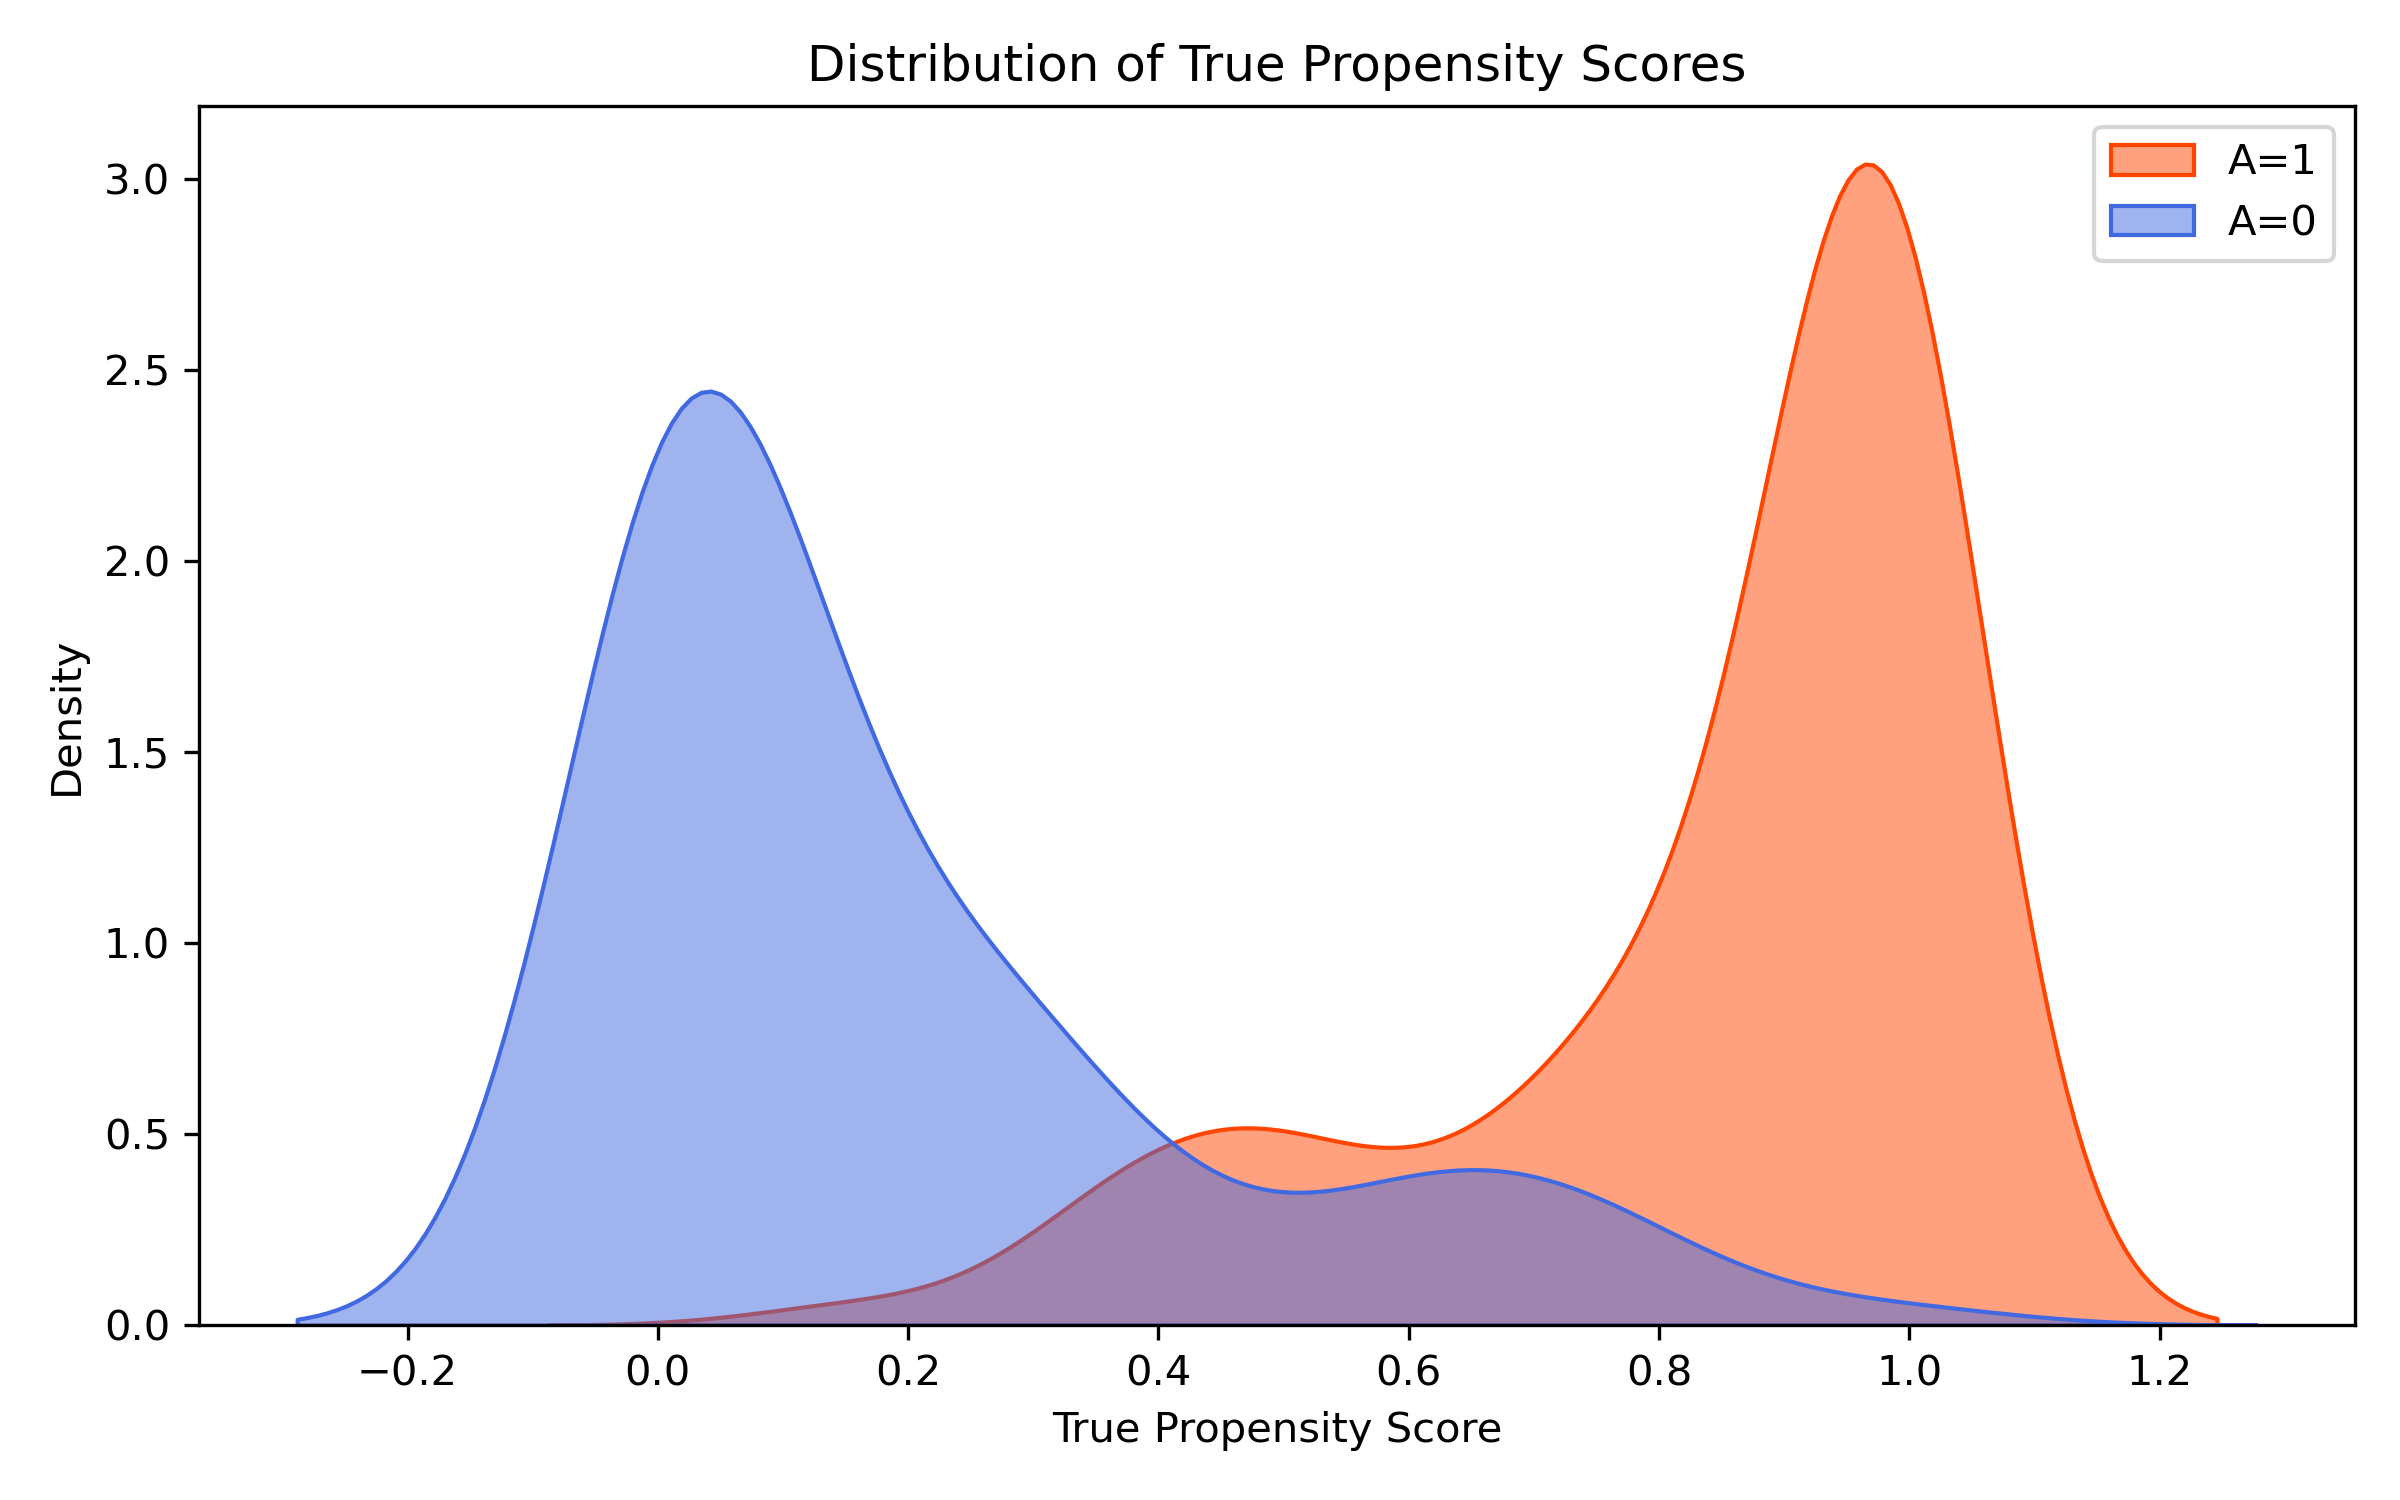 Distribution of True Propensity Scores
A=1
A=0
Density
3.0
2.5
2.0
1.5
1.0
0.5
0.0
−0.2 0.0 0.2 0.4 0.6 0.8 1.0 1.2
True Propensity Score